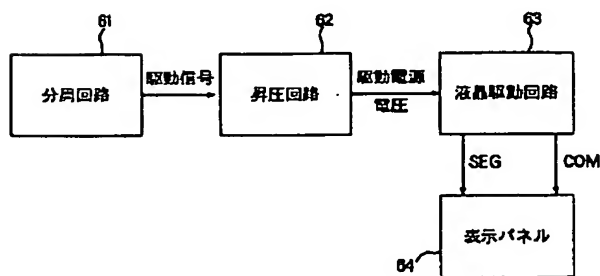 61
62
63
分周回路
駆動信号
昇圧回路
駆動電源
電圧
液晶駆動回路
SEG
COM
表示パネル
64